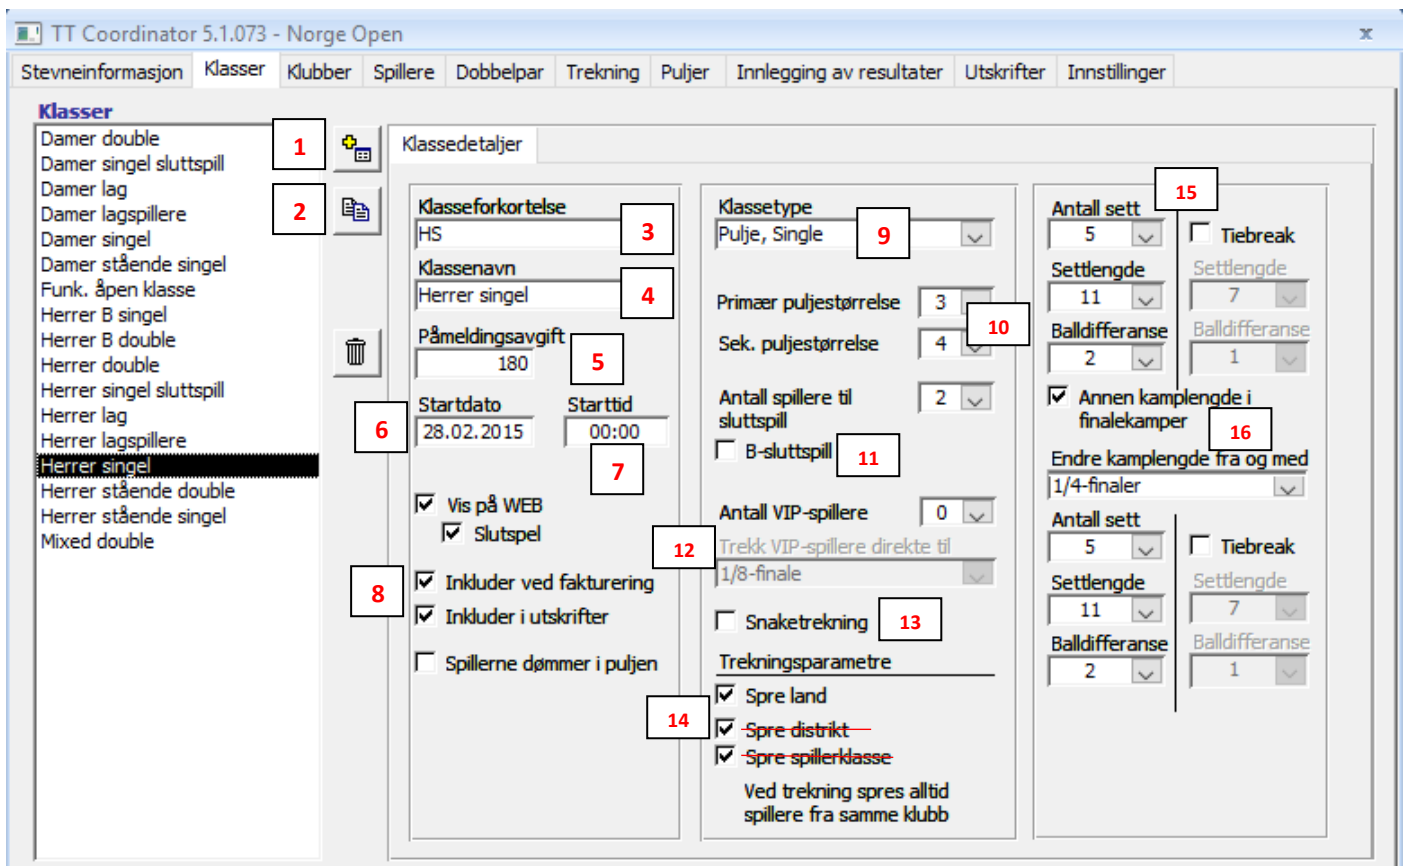 TT Coordinator 5.1.073 - Norge Open
x
Stevneinformasjon Klasser Klubber Spillere Dobbelpar Trekning Puljer Innlegging av resultater Utskrifter Innstillinger
Klasser
Damer double
Damer singel sluttspill
Damer lag
Damer lagspillere
Damer singel
Damer stående singel
Funk. åpen klasse
Herrer B singel
Herrer B double
Herrer double
Herrer singel sluttspill
Herrer lag
Herrer lagspillere
Herrer singel
Herrer stående double
Herrer stående singel
Mixed double
1
2
Klassedetaljer
Klasseforkortelse
HS
3
Klassenavn
Herrer singel
4
Påmeldingsavgift
180
5
Startdato Starttid
6
28.02.2015 00:00
7
Vis på WEB
Slutspel
8
Inkluder ved fakturering
Inkluder i utskrifter
Spillerne dømmer i puljen
Klassetype
Pulje, Single
9
Primær puljestørrelse 3
10
Sek. puljestørrelse 4
Antall spillere til
sluttspill
2
B-sluttspill
11
Antall VIP-spillere 0
12
Trekk VIP-spillere direkte til
1/8-finale
Snaketrekning
13
Trekningsparametre
14
Spre land
Spre distrikt
Spre spillerklasse
Ved trekning spres alltid
spillere fra samme klubb
15
Antall sett
5
Tiebreak
Settlengde Settlengde
11 7
Balldifferanse Balldifferanse
2 1
Annen kamplengde i
finalekamper
16
Endre kamplengde fra og med
1/4-finaler
Antall sett
5
Tiebreak
Settlengde Settlengde
11 7
Balldifferanse Balldifferanse
2 1